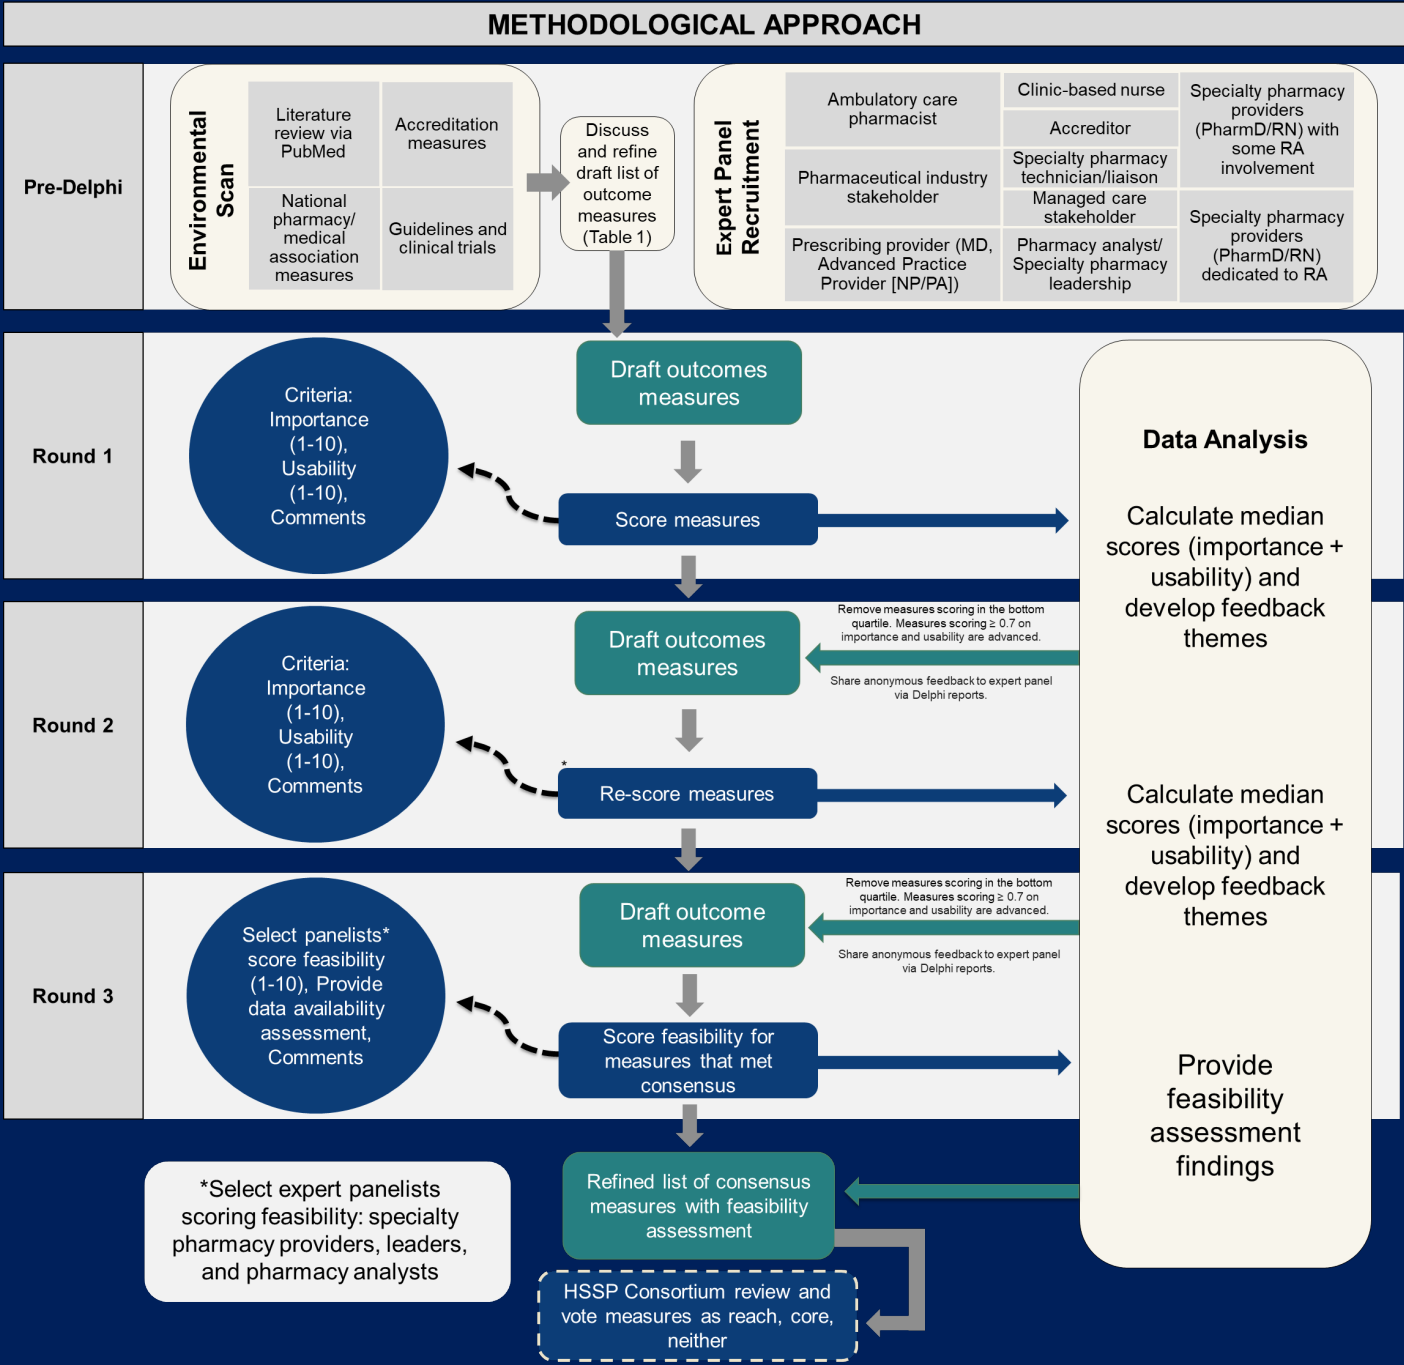 METHODOLOGICAL APPROACH
Pre-Delphi
Environmental
Scan
Literature
review via
PubMed
Accreditation
measures
National
pharmacy/
medical
association
measures
Guidelines and
clinical trials
Discuss
and refine
draft list of
outcome
measures
(Table 1)
Expert Panel
Recruitment
Ambulatory care
pharmacist
Pharmaceutical industry
stakeholder
Prescribing provider (MD,
Advanced Practice
Provider [NP/PA])
Clinic-based nurse
Accreditor
Specialty pharmacy
technician/liaison
Managed care
stakeholder
Pharmacy analyst/
Specialty pharmacy
leadership
Specialty pharmacy
providers
(PharmD/RN) with
some RA
involvement
Specialty pharmacy
providers
(PharmD/RN)
dedicated to RA
Round 1
Criteria:
Importance
(1-10),
Usability
(1-10),
Comments
Draft outcomes
measures
Score measures
Data Analysis
Calculate median
scores (importance +
usability) and
develop feedback
themes
Round 2
Criteria:
Importance
(1-10),
Usability
(1-10),
Comments
Draft outcomes
measures
Remove measures scoring in the bottom
quartile. Measures scoring ≥ 0.7 on
importance and usability are advanced.
Share anonymous feedback to expert panel
via Delphi reports.
*
Re-score measures
Calculate median
scores (importance +
usability) and
develop feedback
themes
Round 3
Select panelists*
score feasibility
(1-10), Provide
data availability
assessment,
Comments
Draft outcome
measures
Remove measures scoring in the bottom
quartile. Measures scoring ≥ 0.7 on
importance and usability are advanced.
Share anonymous feedback to expert panel
via Delphi reports.
Score feasibility for
measures that met
consensus
Provide
feasibility
assessment
findings
*Select expert panelists
scoring feasibility: specialty
pharmacy providers, leaders,
and pharmacy analysts
Refined list of consensus
measures with feasibility
assessment
HSSP Consortium review and
vote measures as reach, core,
neither